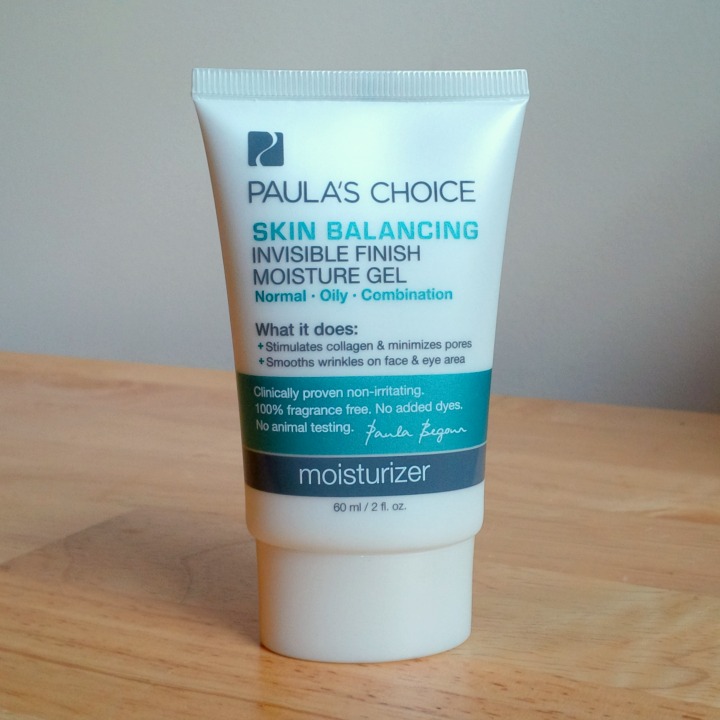 PAULA'S CHOICE
SKIN BALANCING
INVISIBLE FINISH
MOISTURE GEL
Normal · Oily · Combination
What it does:
+Stimulates collagen & minimizes pores
+Smooths wrinkles on face & eye area
Clinically proven non-irritating.
100% fragrance free. No added dyes.
No animal testing. Paula Begoun
moisturizer
60 ml / 2 fl. oz.